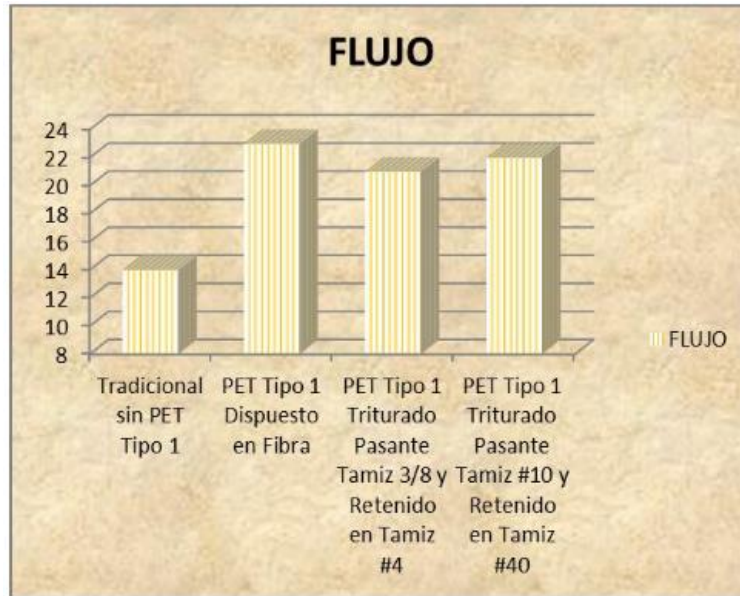 FLUJO
24
22
20
18
16
14
12
10
8
FLUJO
Tradicional
sin PET
Tipo 1
PET Tipo 1
Dispuesto
en Fibra
PET Tipo 1
Triturado
Pasante
Tamiz 3/8 y
Retenido
en Tamiz
#4
PET Tipo 1
Triturado
Pasante
Tamiz #10 y
Retenido
en Tamiz
#40